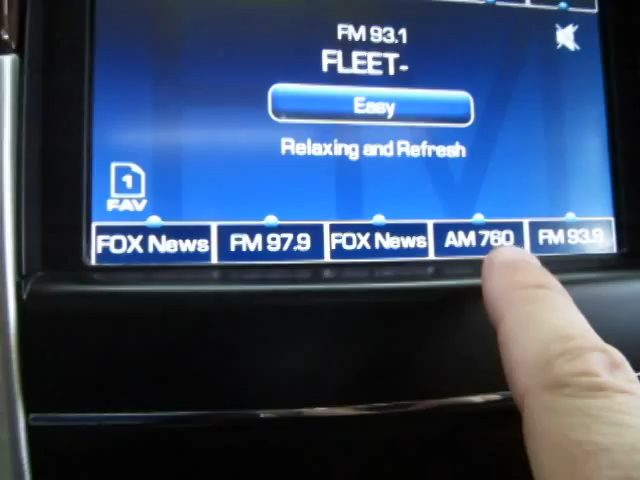 FM 93.1
FLEET-
Easy
Relaxing and Refresh
1
FAV
FOX News FM 97.9 FOX News AM 760 FM 93.9